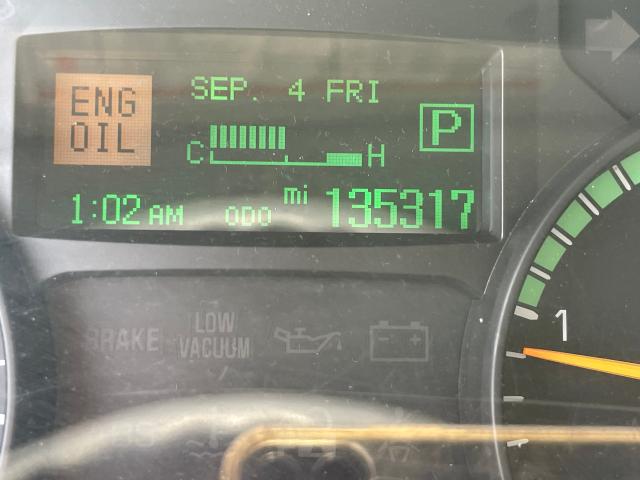 ENG
OIL
SEP. 4 FRI
P
C H
1:02 AM
ODO
mi
135317
1
BRAKE
LOW
VACUUM